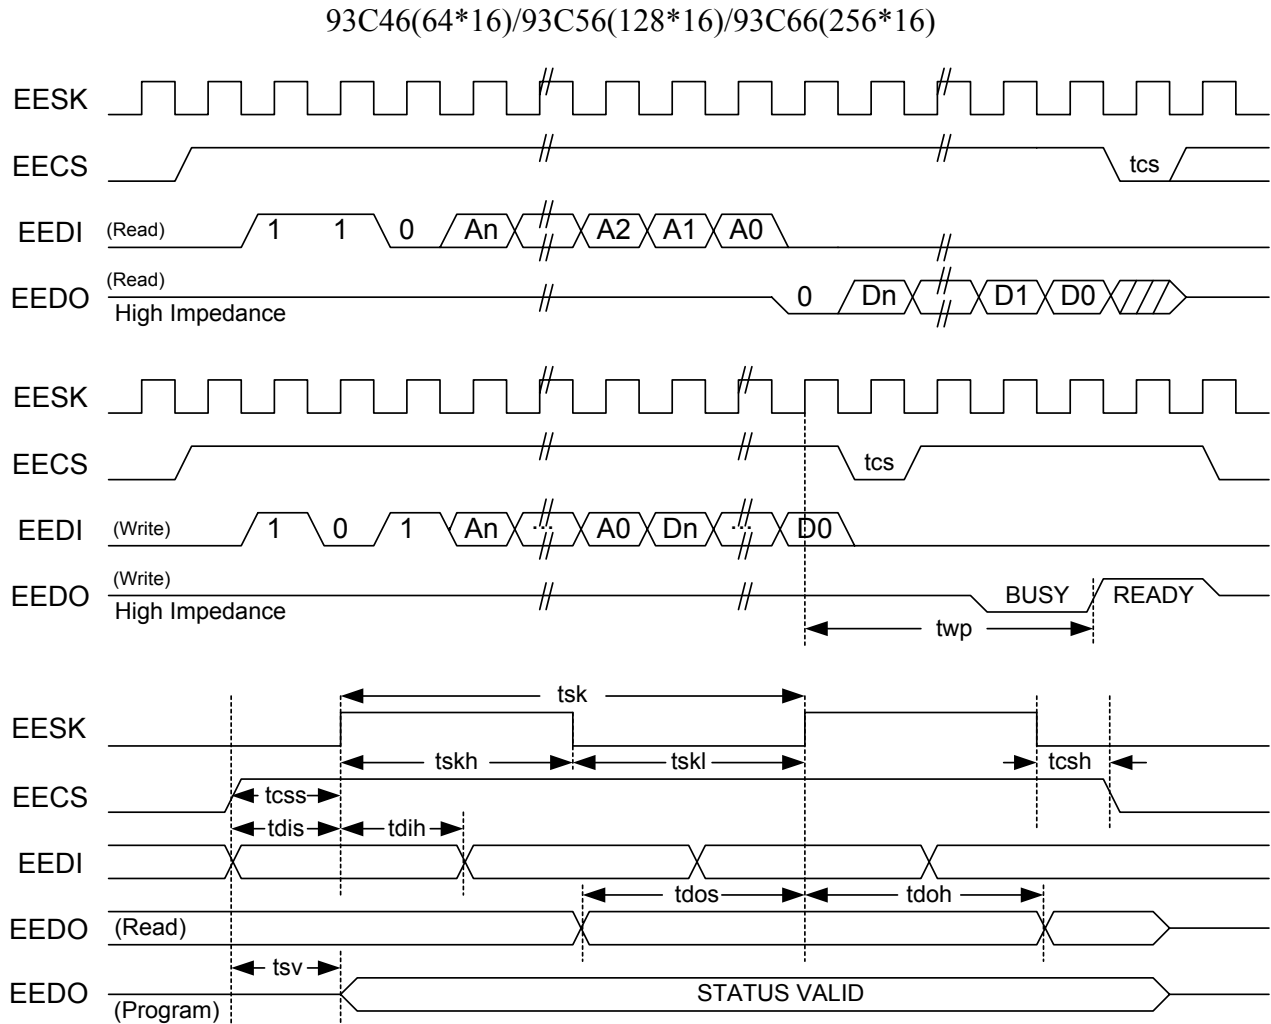 93C46(64*16)/93C56(128*16)/93C66(256*16)
EESK
EECS tcs
EEDI (Read) 1 1 0 An A2 A1 A0
(Read)
EEDO 0 Dn D1 D0
High Impedance
EESK
EECS tcs
EEDI (Write) 1 0 1 An ... A0 Dn ... D0
(Write)
EEDO BUSY READY
High Impedance
twp
tsk
EESK
tskh tskl tcsh
EECS tcss
tdis tdih
EEDI
tdos tdoh
EEDO (Read)
tsv
EEDO STATUS VALID
(Program)